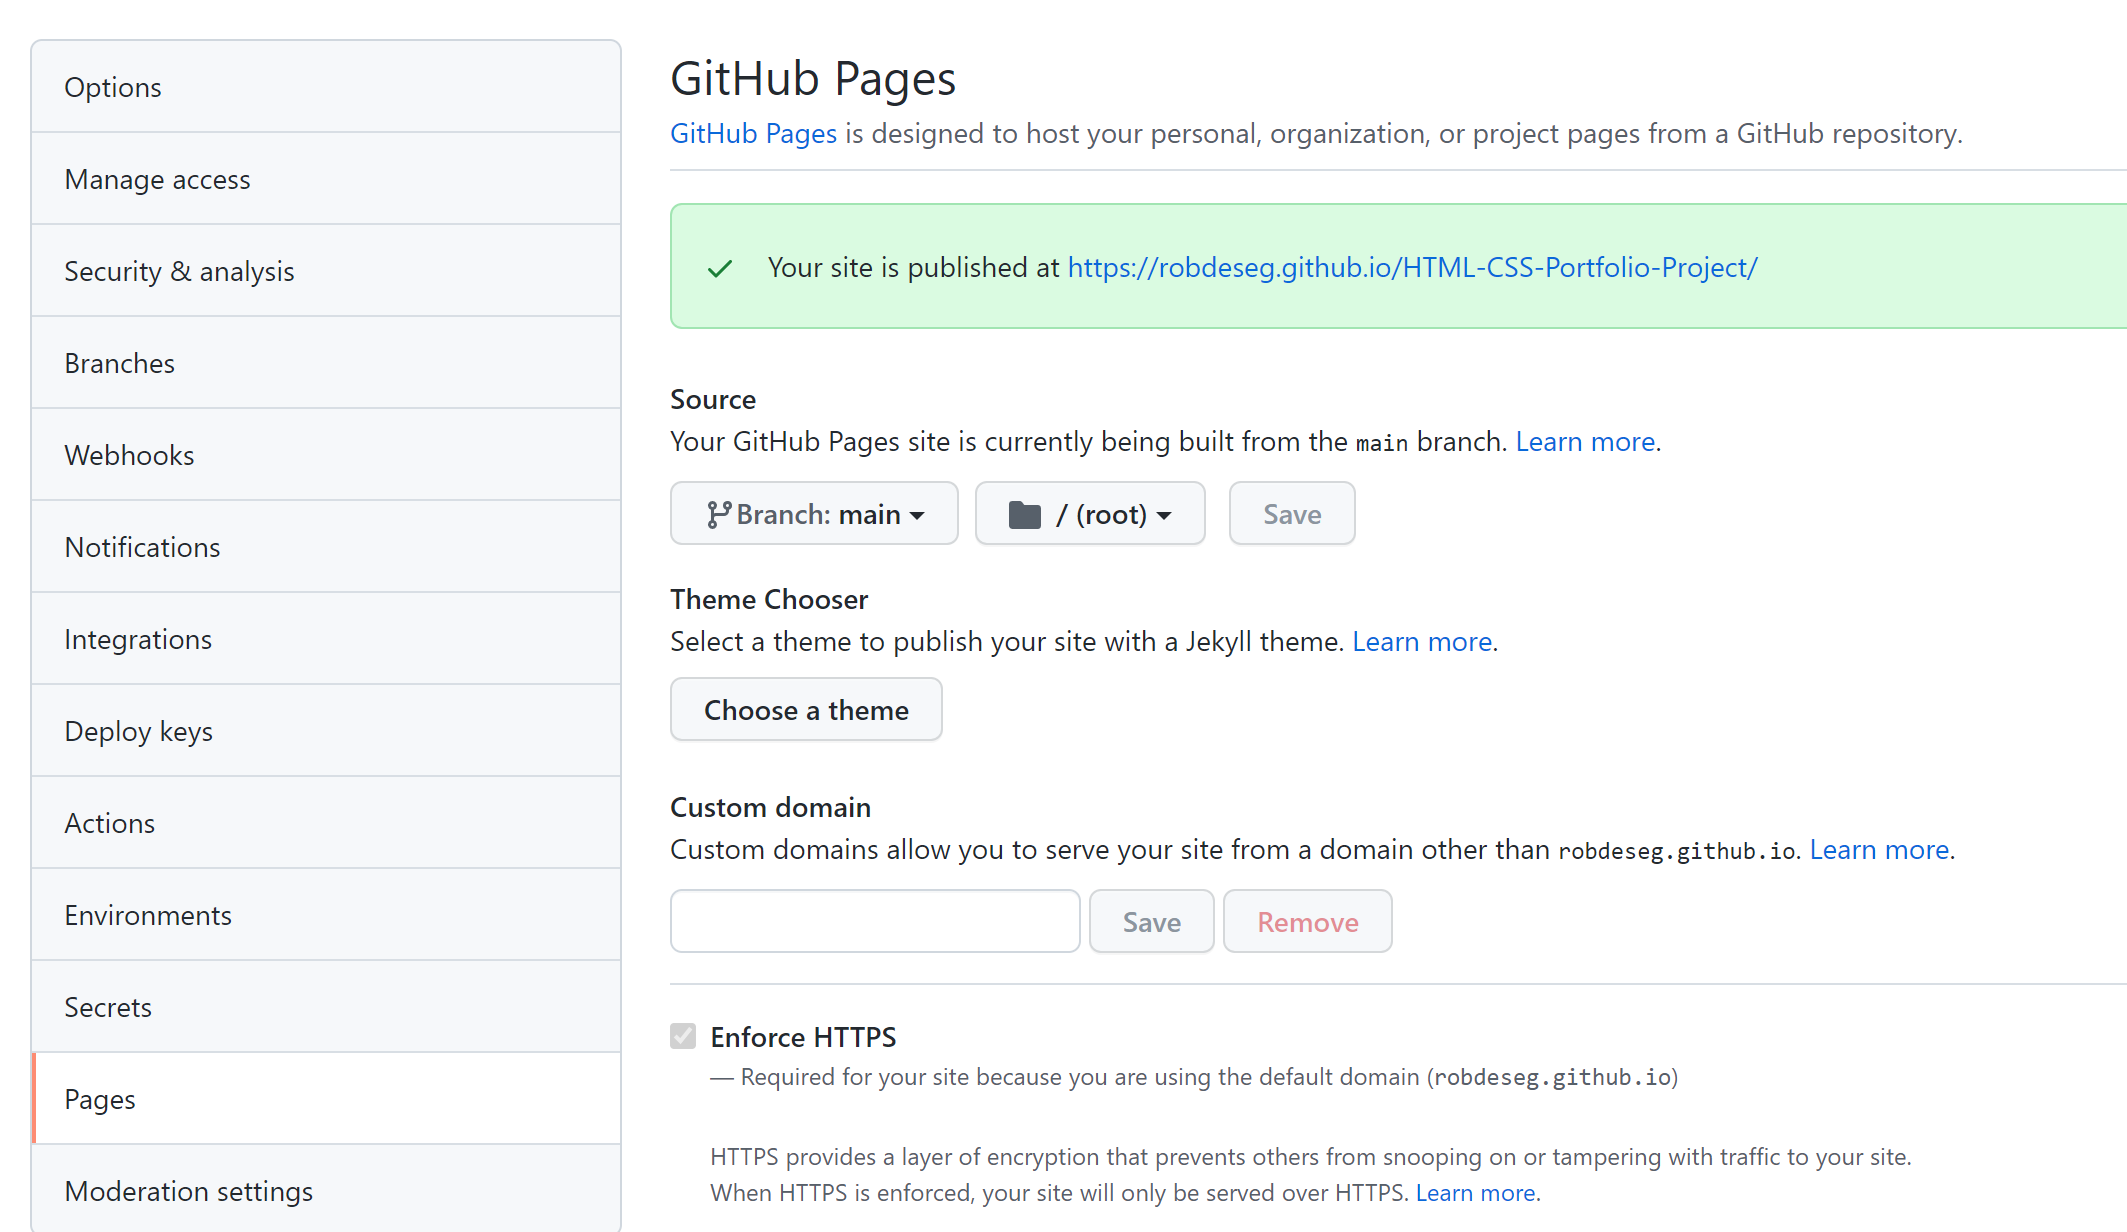 Options
Manage access
Security & analysis
Branches
Webhooks
Notifications
Integrations
Deploy keys
Actions
Environments
Secrets
Pages
Moderation settings
GitHub Pages
GitHub Pages is designed to host your personal, organization, or project pages from a GitHub repository.
Your site is published at https://robdeseg.github.io/HTML-CSS-Portfolio-Project/
Source
Your GitHub Pages site is currently being built from the main branch. Learn more.
Branch: main / (root) Save
Theme Chooser
Select a theme to publish your site with a Jekyll theme. Learn more.
Choose a theme
Custom domain
Custom domains allow you to serve your site from a domain other than robdeseg.github.io. Learn more.
Save Remove
Enforce HTTPS
— Required for your site because you are using the default domain (robdeseg.github.io)
HTTPS provides a layer of encryption that prevents others from snooping on or tampering with traffic to your site.
When HTTPS is enforced, your site will only be served over HTTPS. Learn more.